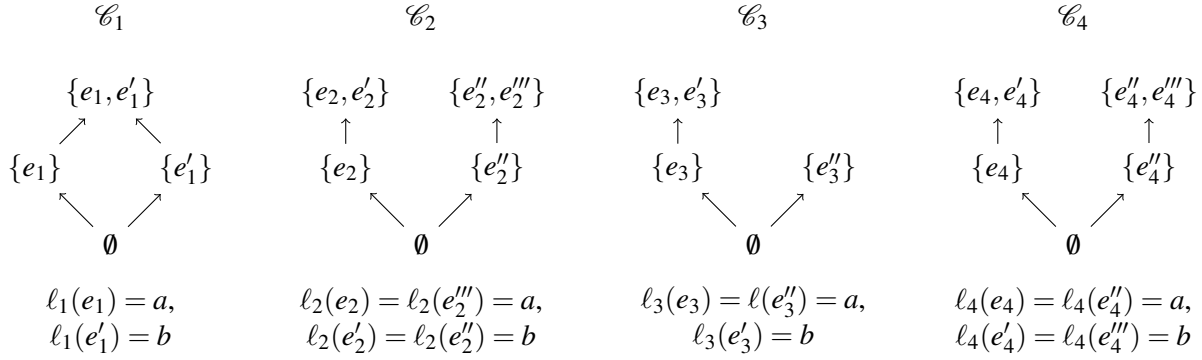 𝒞₁ 𝒞₂ 𝒞₃ 𝒞₄
{e₁, e′₁} {e₂, e′₂} {e″₂, e‴₂} {e₃, e′₃} {e₄, e′₄} {e″₄, e‴₄}
{e₁} {e′₁} {e₂} {e″₂} {e₃} {e″₃} {e₄} {e″₄}
∅ ∅ ∅ ∅
ℓ₁(e₁) = a, ℓ₂(e₂) = ℓ₂(e‴₂) = a, ℓ₃(e₃) = ℓ(e″₃) = a, ℓ₄(e₄) = ℓ₄(e″₄) = a,
ℓ₁(e′₁) = b ℓ₂(e′₂) = ℓ₂(e″₂) = b ℓ₃(e′₃) = b ℓ₄(e′₄) = ℓ₄(e‴₄) = b